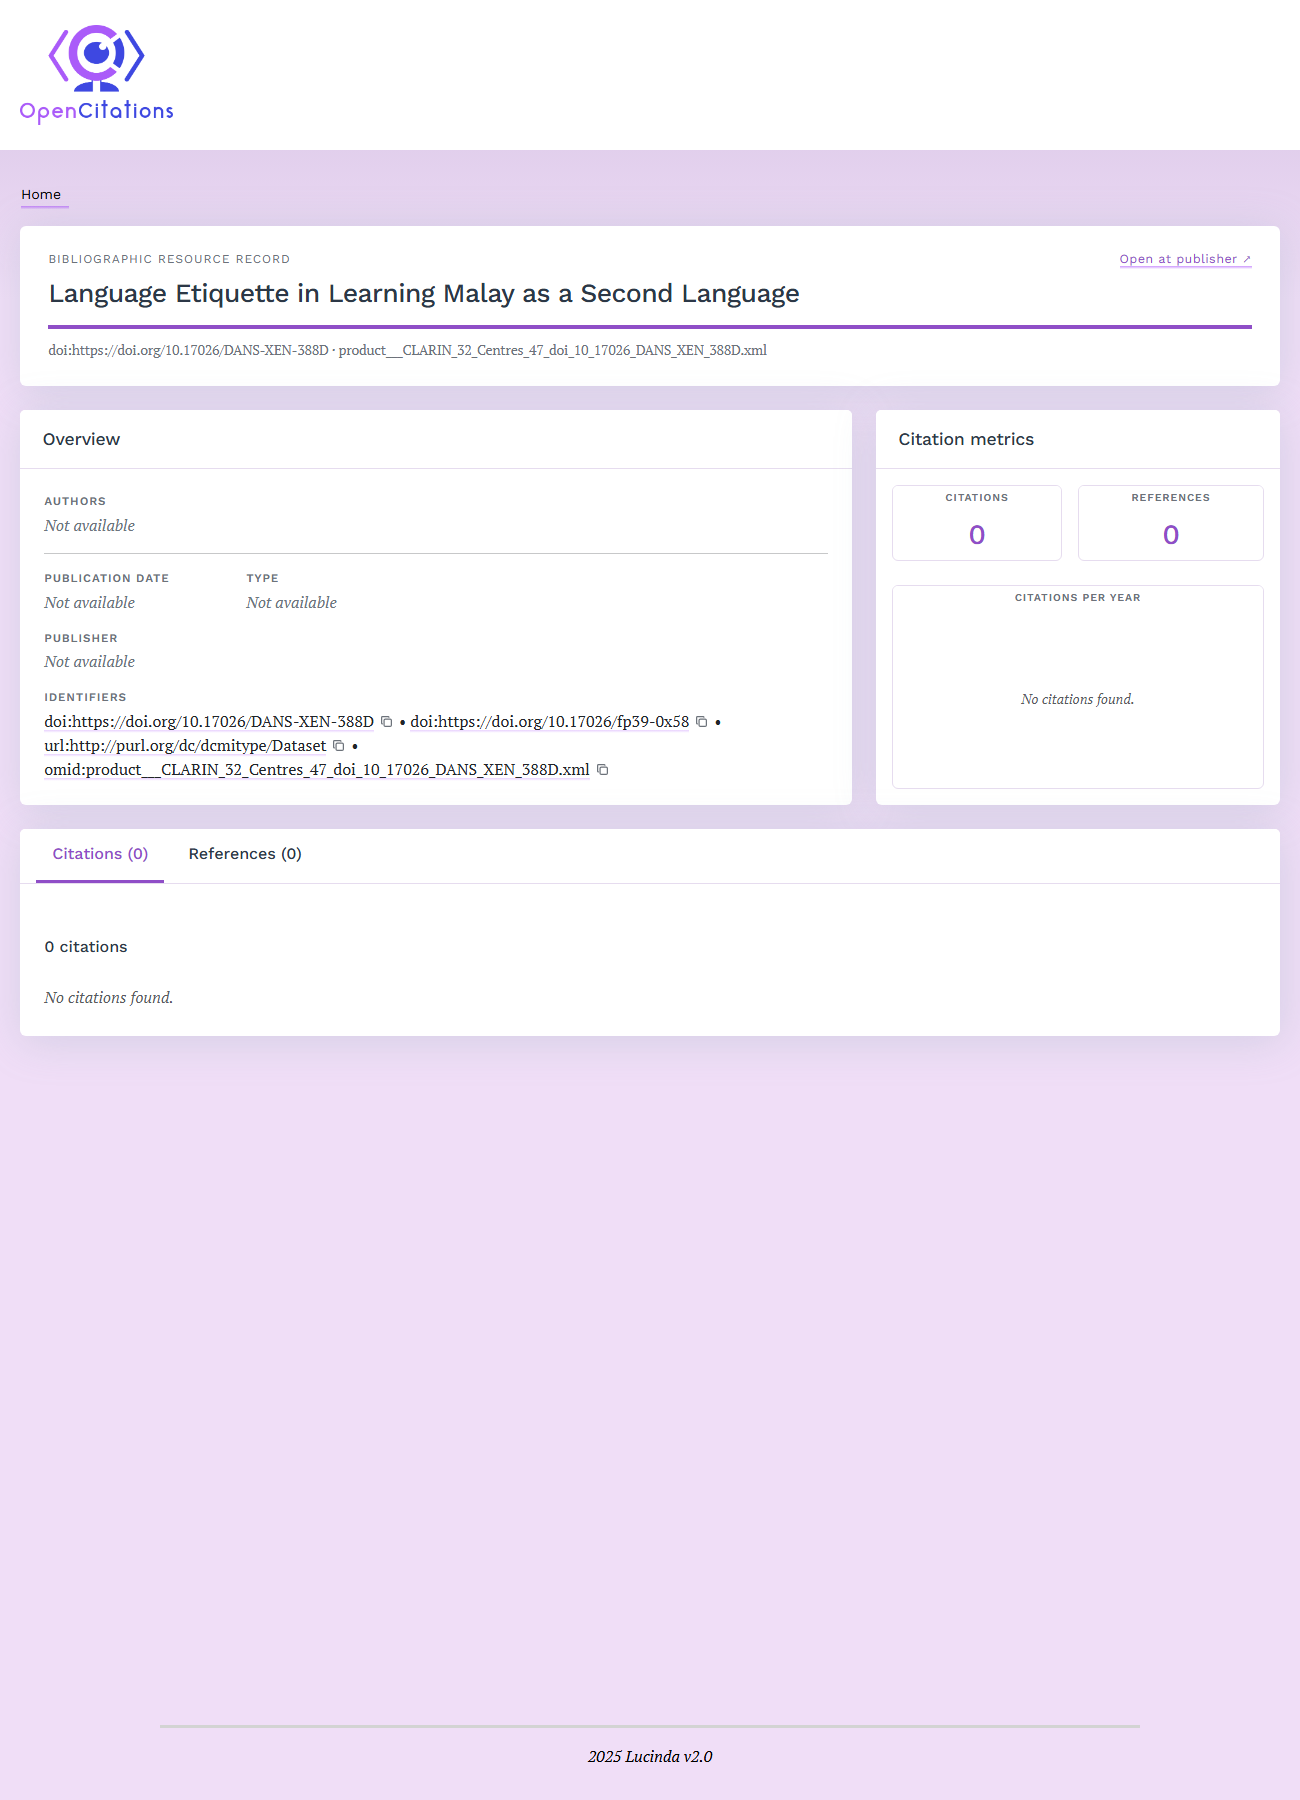 OpenCitations
Home
BIBLIOGRAPHIC RESOURCE RECORD
Open at publisher ↗
Language Etiquette in Learning Malay as a Second Language
doi:https://doi.org/10.17026/DANS-XEN-388D · product__CLARIN_32_Centres_47_doi_10_17026_DANS_XEN_388D.xml
Overview
AUTHORS
Not available
PUBLICATION DATE
TYPE
Not available
Not available
PUBLISHER
Not available
IDENTIFIERS
doi:https://doi.org/10.17026/DANS-XEN-388D • doi:https://doi.org/10.17026/fp39-0x58 •
url:http://purl.org/dc/dcmitype/Dataset •
omid:product__CLARIN_32_Centres_47_doi_10_17026_DANS_XEN_388D.xml
Citation metrics
CITATIONS
0
REFERENCES
0
CITATIONS PER YEAR
No citations found.
Citations (0)
References (0)
0 citations
No citations found.
2025 Lucinda v2.0